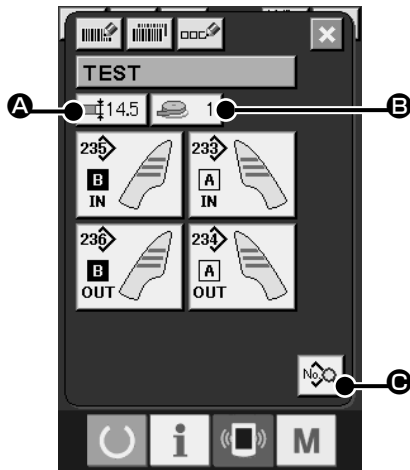 TEST
A 14.5 1 B
235 233
B A
IN IN
236 234
B A
OUT OUT
No.
C
i M